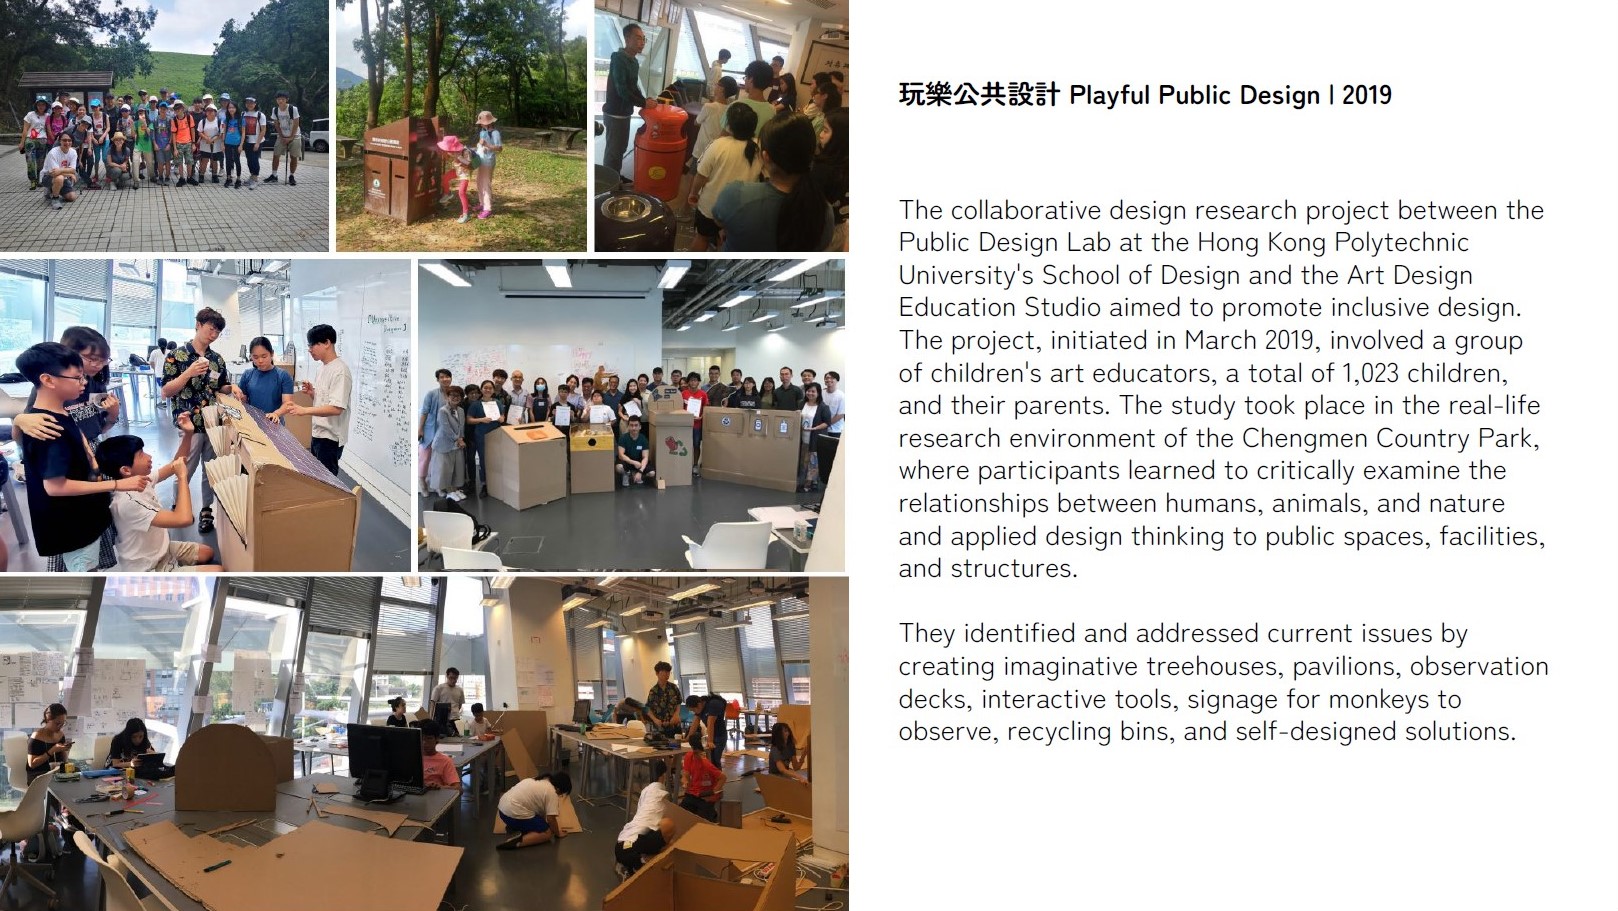 玩樂公共設計 Playful Public Design | 2019
The collaborative design research project between the
Public Design Lab at the Hong Kong Polytechnic
University's School of Design and the Art Design
Education Studio aimed to promote inclusive design.
The project, initiated in March 2019, involved a group
of children's art educators, a total of 1,023 children,
and their parents. The study took place in the real-life
research environment of the Chengmen Country Park,
where participants learned to critically examine the
relationships between humans, animals, and nature
and applied design thinking to public spaces, facilities,
and structures.
They identified and addressed current issues by
creating imaginative treehouses, pavilions, observation
decks, interactive tools, signage for monkeys to
observe, recycling bins, and self-designed solutions.